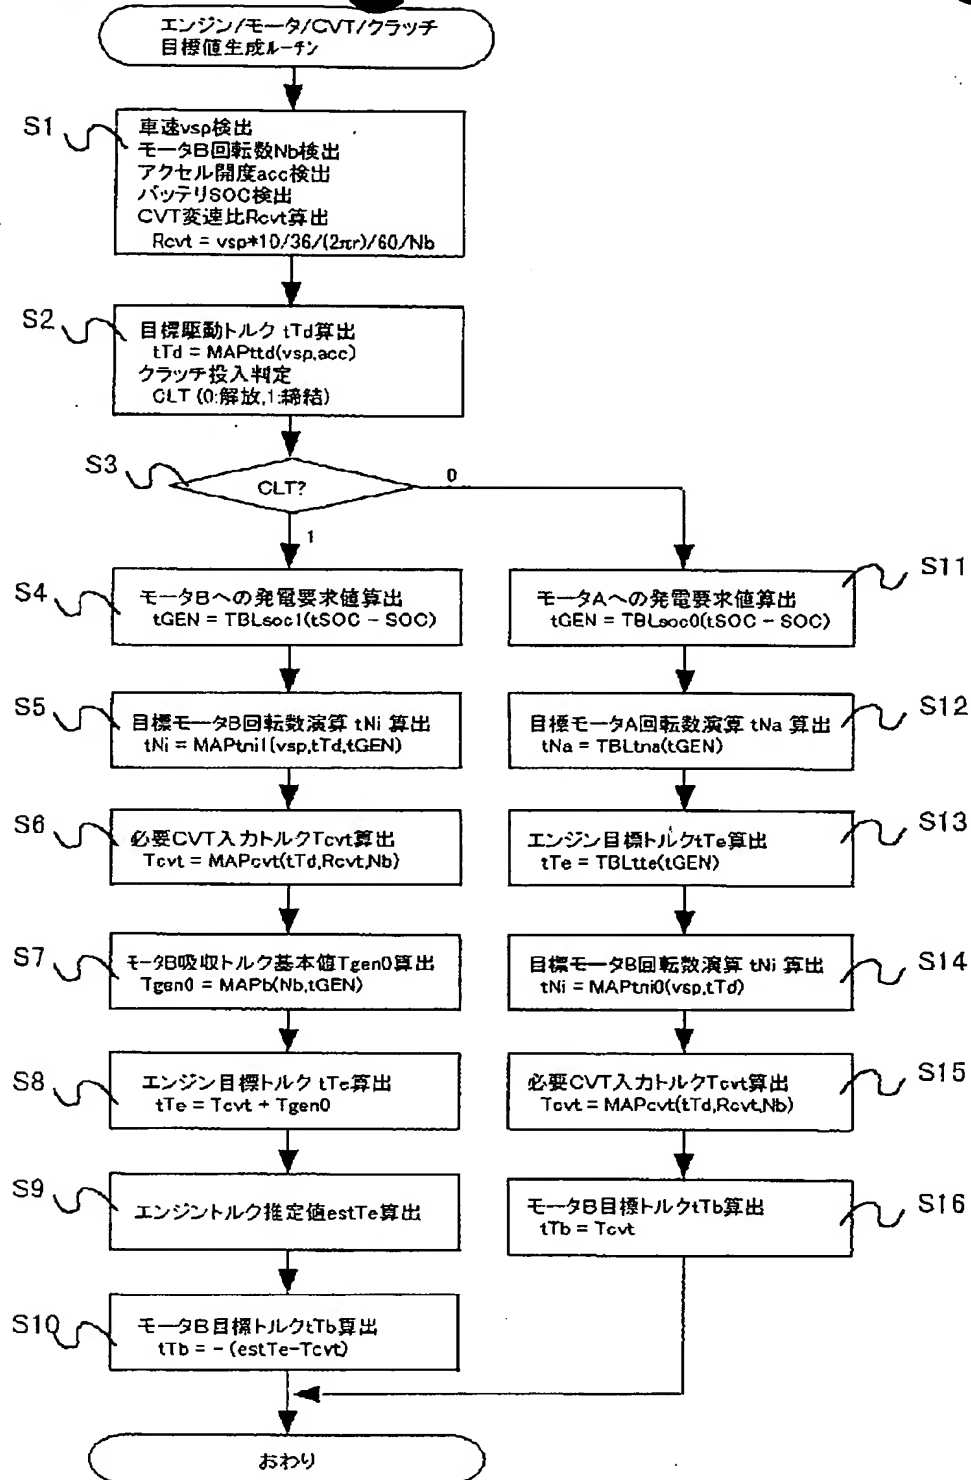 エンジン/モータ/CVT/クラッチ
目標値生成ルーチン
S1
車速vsp検出
モータB回転数Nb検出
アクセル開度acc検出
バッテリSOC検出
CVT変速比Rcvt算出
Rcvt = vsp*10/36/(2πr)/60/Nb
S2
目標駆動トルク tTd算出
tTd = MAPttd(vsp,acc)
クラッチ投入判定
CLT (0:解放,1:締結)
S3
CLT?
0
1
S4
モータBへの発電要求値算出
tGEN = TBLsoc1(tSOC - SOC)
S5
目標モータB回転数演算 tNi 算出
tNi = MAPtni1(vsp,tTd,tGEN)
S6
必要CVT入力トルクTcvt算出
Tcvt = MAPcvt(tTd,Rcvt,Nb)
S7
モータB吸収トルク基本値Tgen0算出
Tgen0 = MAPb(Nb,tGEN)
S8
エンジン目標トルク tTe算出
tTe = Tcvt + Tgen0
S9
エンジントルク推定値estTe算出
S10
モータB目標トルクtTb算出
tTb = - (estTe-Tcvt)
S11
モータAへの発電要求値算出
tGEN = TBLsoc0(tSOC - SOC)
S12
目標モータA回転数演算 tNa 算出
tNa = TBLtna(tGEN)
S13
エンジン目標トルクtTe算出
tTe = TBLtte(tGEN)
S14
目標モータB回転数演算 tNi 算出
tNi = MAPtni0(vsp,tTd)
S15
必要CVT入力トルクTcvt算出
Tcvt = MAPcvt(tTd,Rcvt,Nb)
S16
モータB目標トルクtTb算出
tTb = Tcvt
おわり